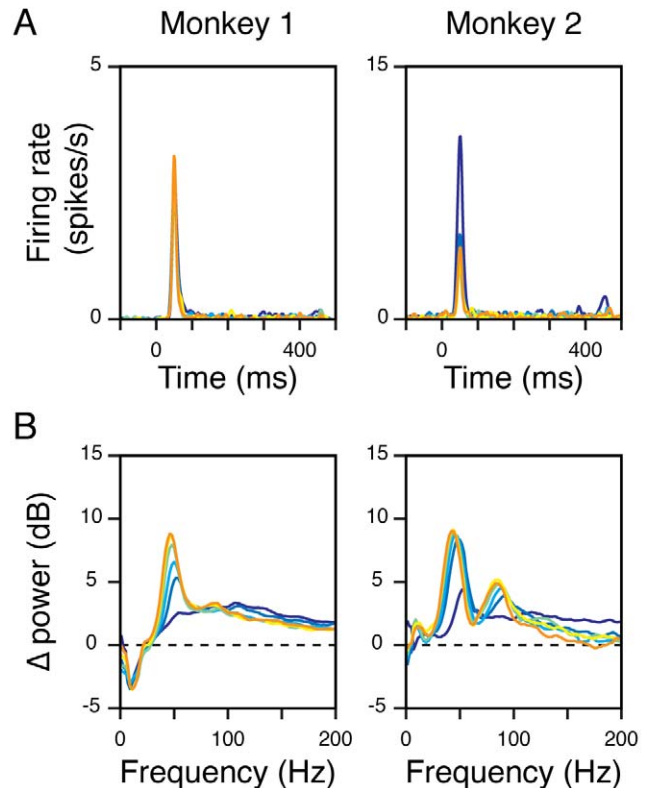 A
Monkey 1 Monkey 2
5 15
Firing rate
(spikes/s)
0 0
0 400 0 400
Time (ms) Time (ms)
B
15 15
10 10
Δ power (dB)
5 5
0 0
-5 -5
0 100 200 0 100 200
Frequency (Hz) Frequency (Hz)